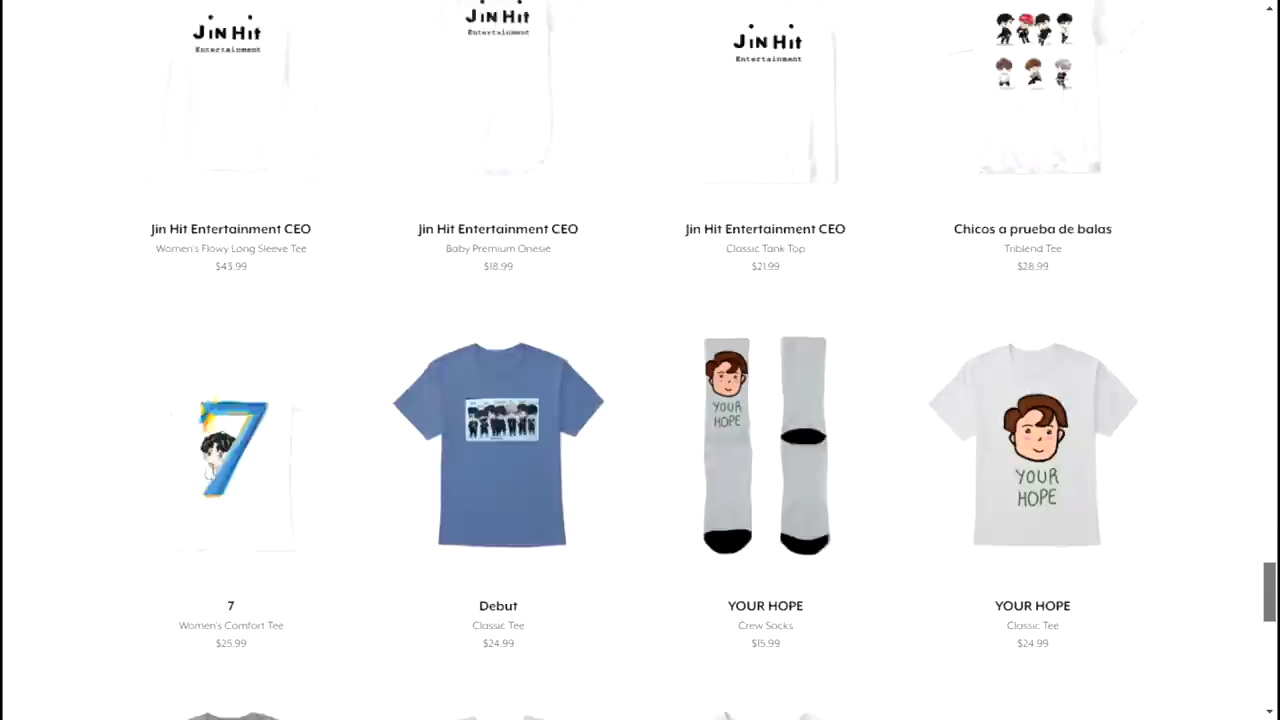 Jin Hit
Entertainment
Jin Hit
Entertainment
Jin Hit
Entertainment
Jin Hit Entertainment CEO
Women's Flowy Long Sleeve Tee
$43.99
Jin Hit Entertainment CEO
Baby Premium Onesie
$18.99
Jin Hit Entertainment CEO
Classic Tank Top
$21.99
Chicos a prueba de balas
Triblend Tee
$28.99
7
YOUR
HOPE
YOUR
HOPE
7
Women's Comfort Tee
$25.99
Debut
Classic Tee
$24.99
YOUR HOPE
Crew Socks
$15.99
YOUR HOPE
Classic Tee
$24.99